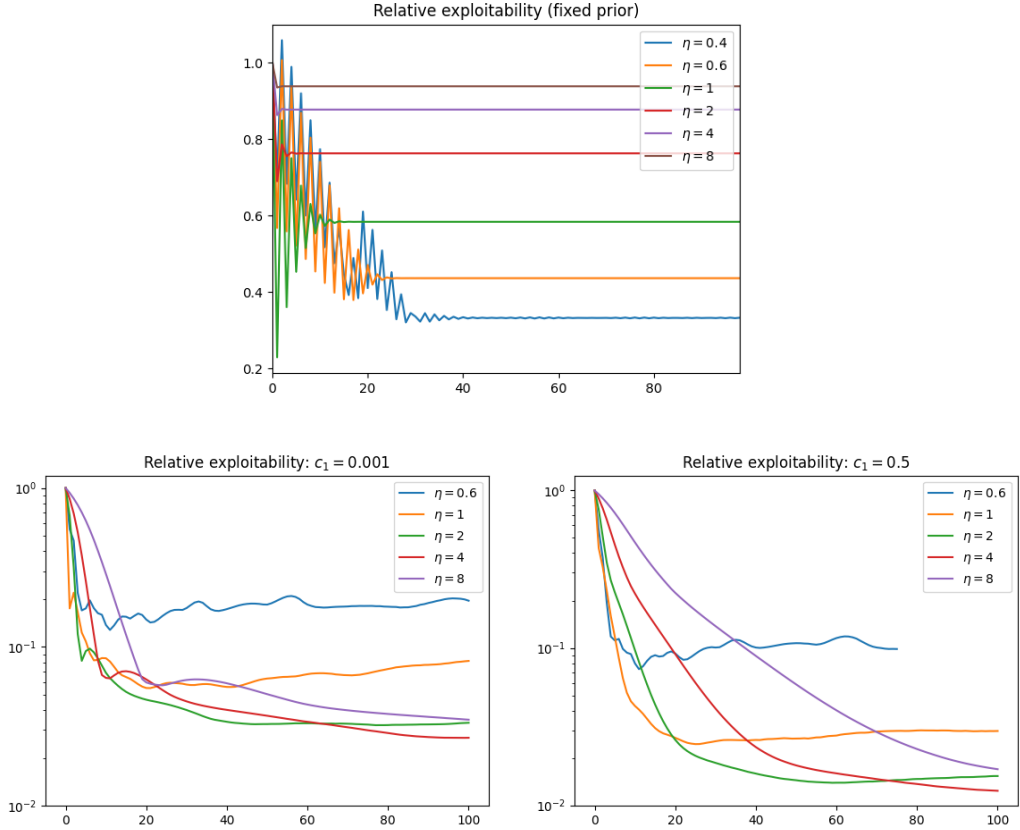 Relative exploitability (fixed prior)
1.0
0.8
0.6
0.4
0.2
0 20 40 60 80
η = 0.4
η = 0.6
η = 1
η = 2
η = 4
η = 8
Relative exploitability: c₁ = 0.001
10⁰
10⁻¹
10⁻²
0 20 40 60 80 100
η = 0.6
η = 1
η = 2
η = 4
η = 8
Relative exploitability: c₁ = 0.5
10⁰
10⁻¹
10⁻²
0 20 40 60 80 100
η = 0.6
η = 1
η = 2
η = 4
η = 8